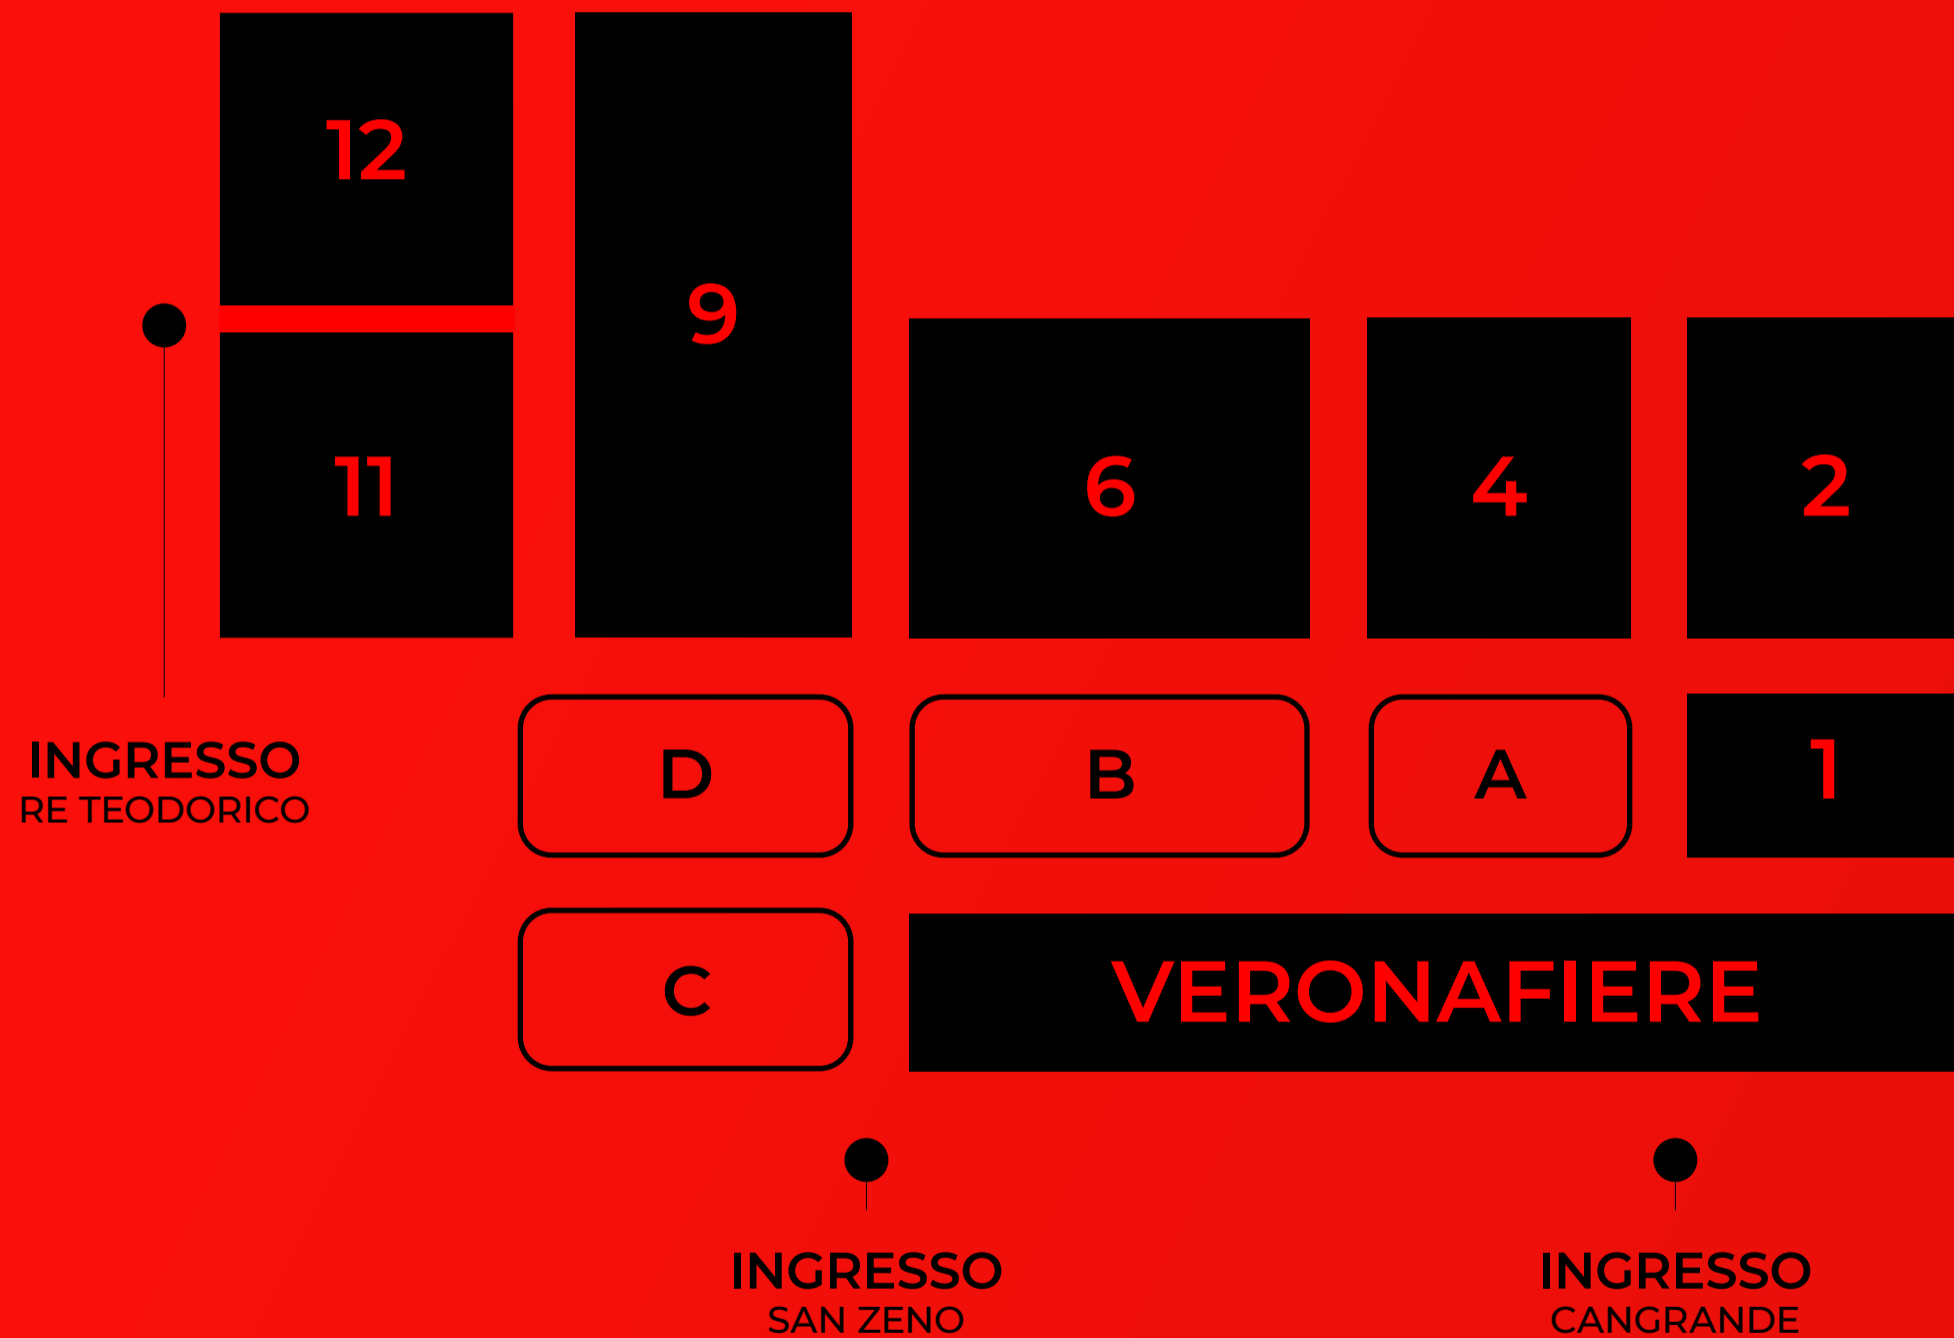 12
9
11
6
4
2
INGRESSO
RE TEODORICO
D
B
A
1
C
VERONAFIERE
INGRESSO
SAN ZENO
INGRESSO
CANGRANDE